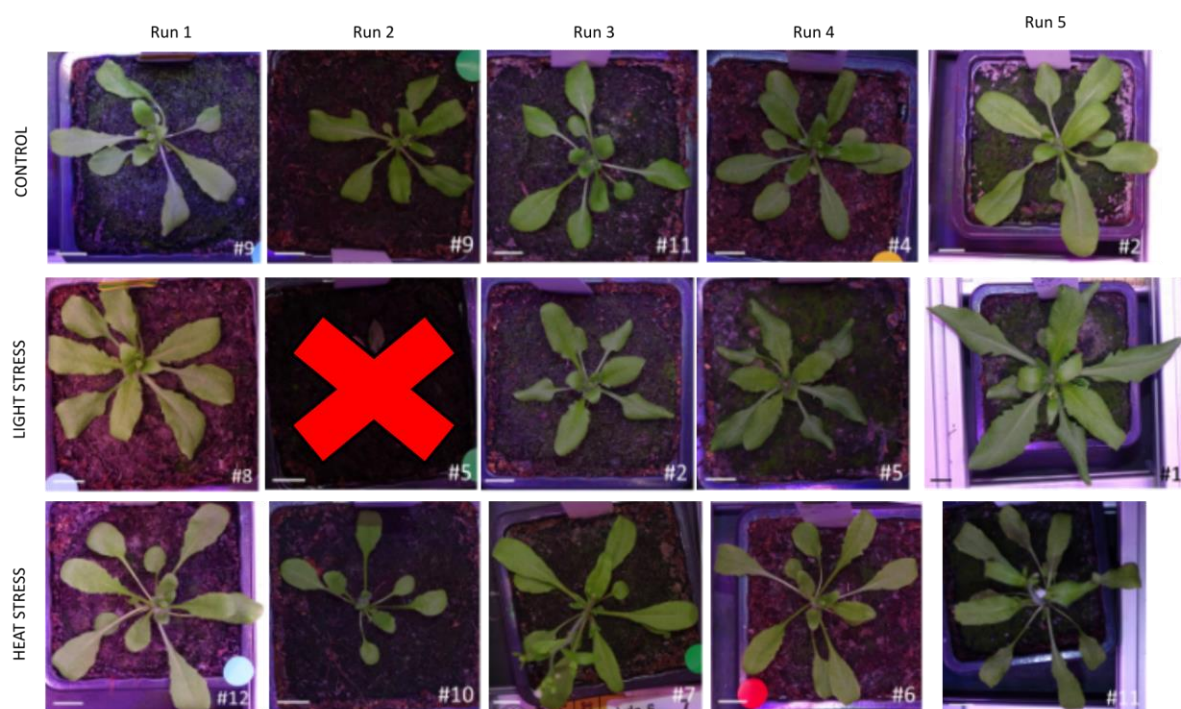 Run 1 Run 2 Run 3 Run 4 Run 5
CONTROL
#9 #9 #11 #4 #2
LIGHT STRESS
#8 #5 #2 #5 #1
HEAT STRESS
#12 #10 #7 #6 #11